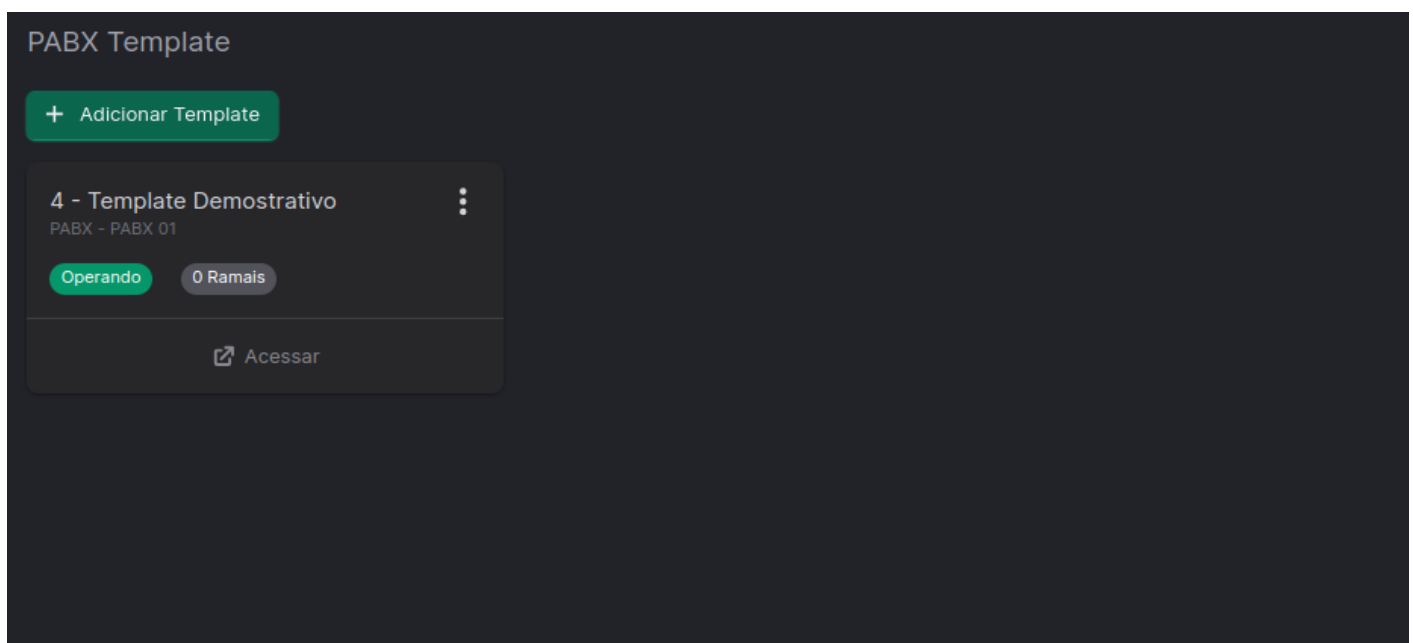 PABX Template
+ Adicionar Template
4 - Template Demostrativo
PABX - PABX 01
Operando 0 Ramais
Acessar